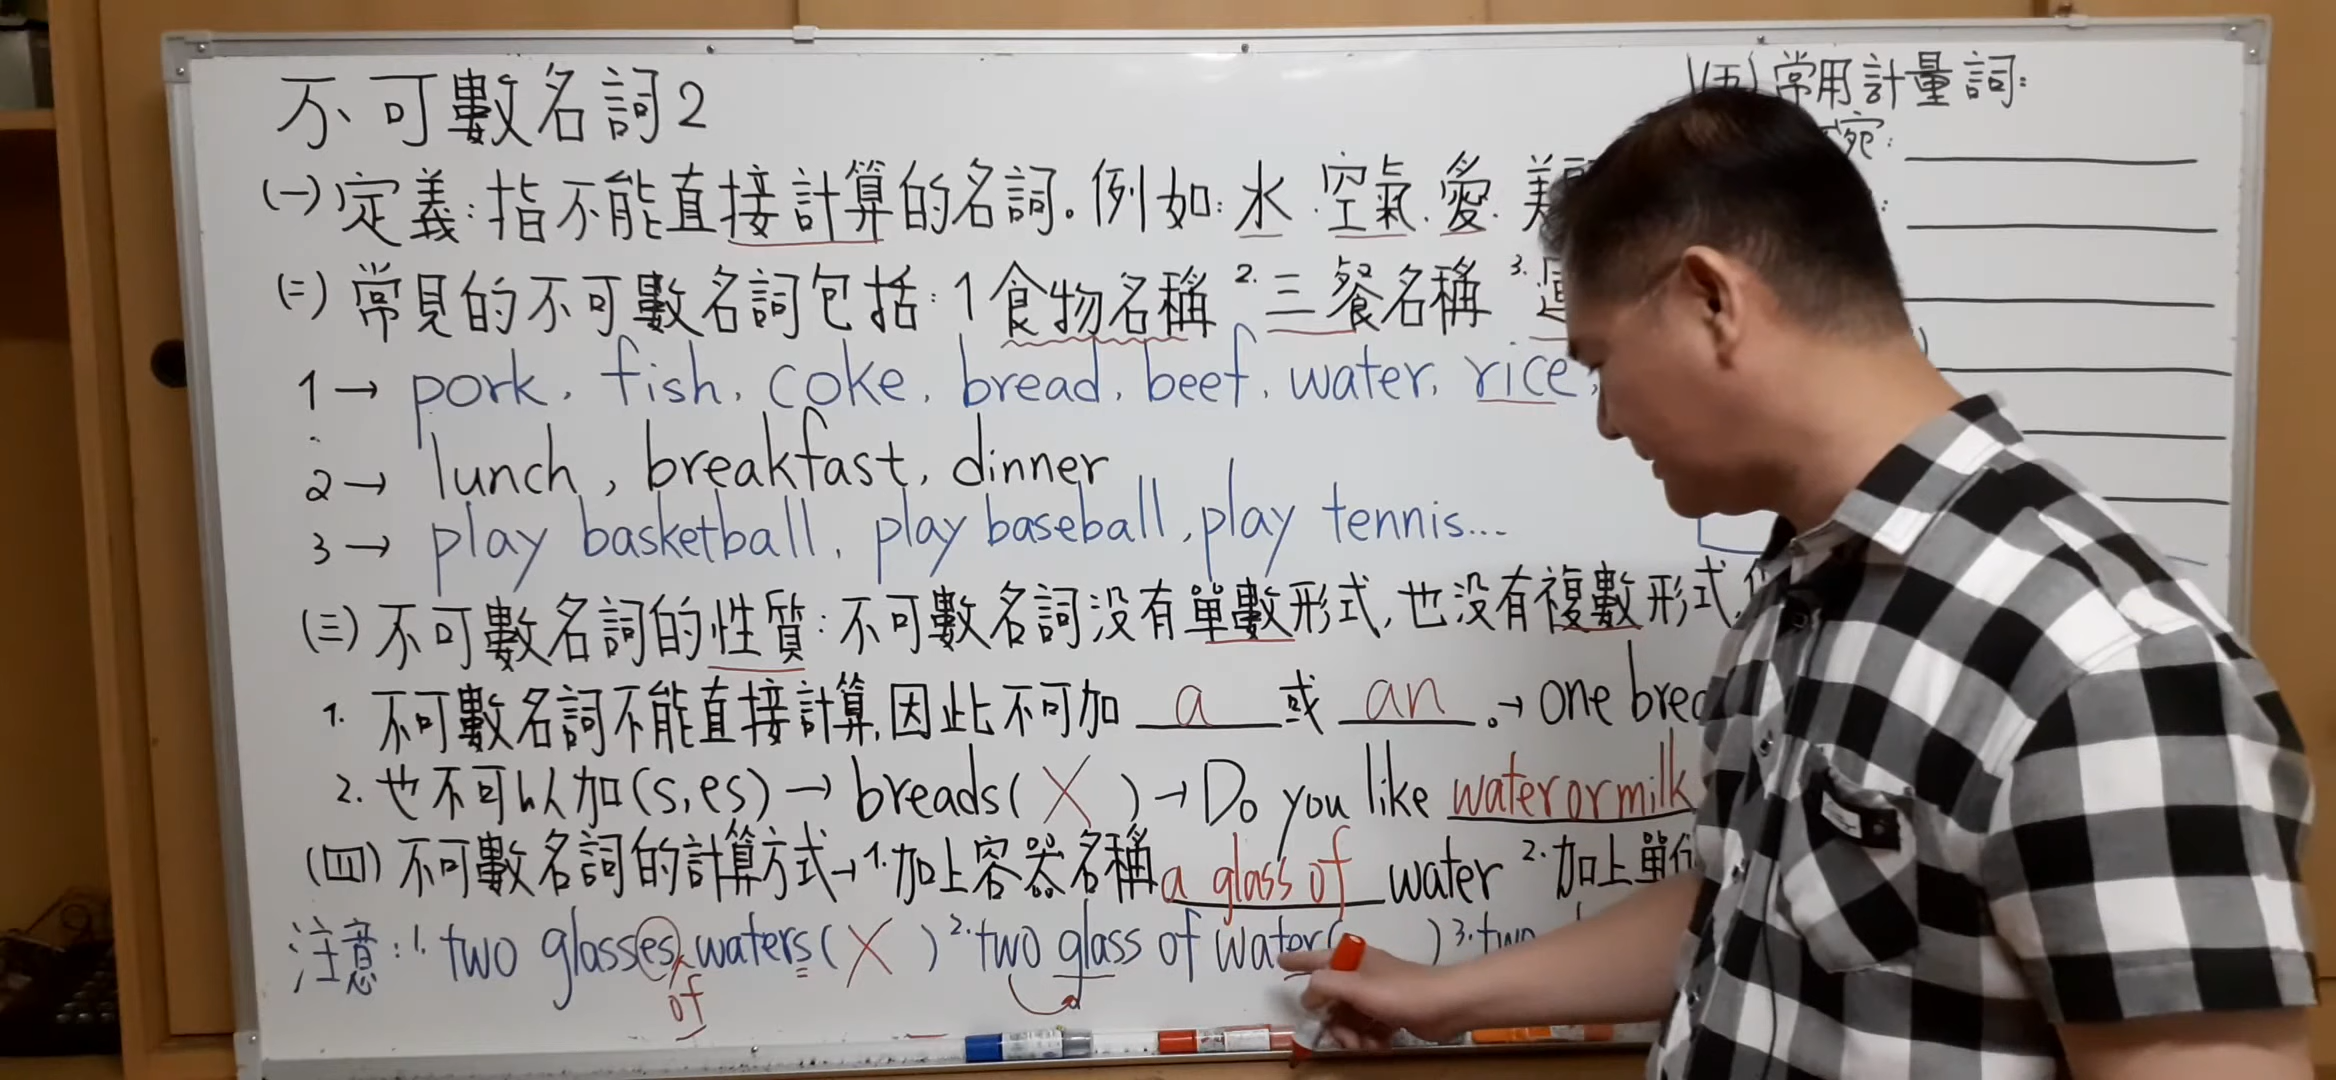 不可數名詞2
(一)定義:指不能直接計算的名詞。例如:水.空氣.愛.美
(二)常見的不可數名詞包括:1食物名稱 2.三餐名稱 3.
1→ pork, fish, coke, bread, beef, water, rice,
2→ lunch, breakfast, dinner
3→ play basketball, play baseball, play tennis...
(三)不可數名詞的性質:不可數名詞没有單數形式,也没有複數形式,
1. 不可數名詞不能直接計算,因此不可加 a 或 an 。→ one bre
2. 也不可以加(s,es)→ breads( X )→ Do you like water or milk
(四)不可數名詞的計算方式→1.加上容器名稱 a glass of water 2.加上單
注意:1. two glasses waters( X ) 2. two glass of water( ) 3. two
of
(五)常用計量詞:
碗: